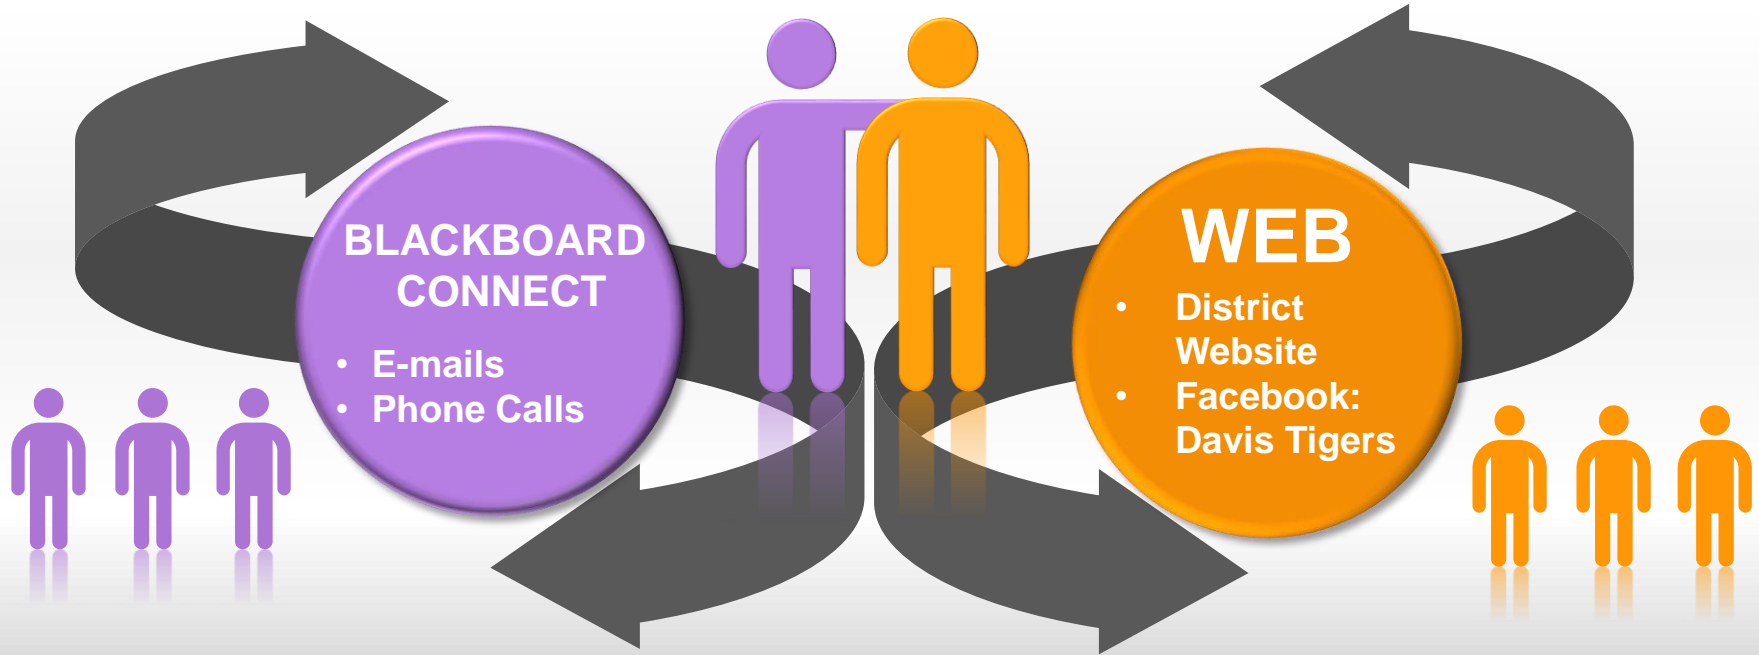 BLACKBOARD
CONNECT
• E-mails
• Phone Calls
WEB
• District
Website
• Facebook:
Davis Tigers